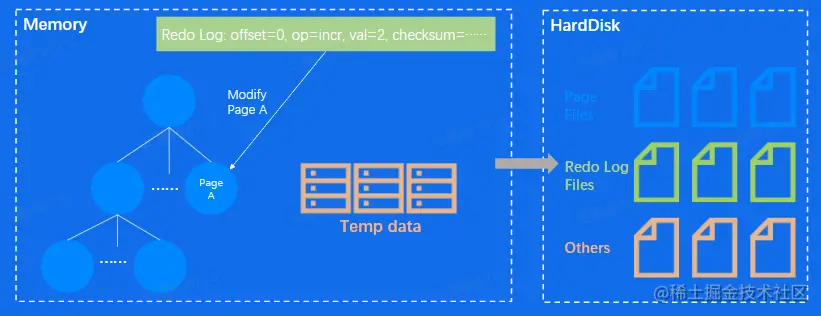 Memory
Redo Log: offset=0, op=incr, val=2, checksum=······
Modify
Page A
······
Page
A
······
Temp data
HardDisk
Page
Files
Redo Log
Files
Others
@稀土掘金技术社区